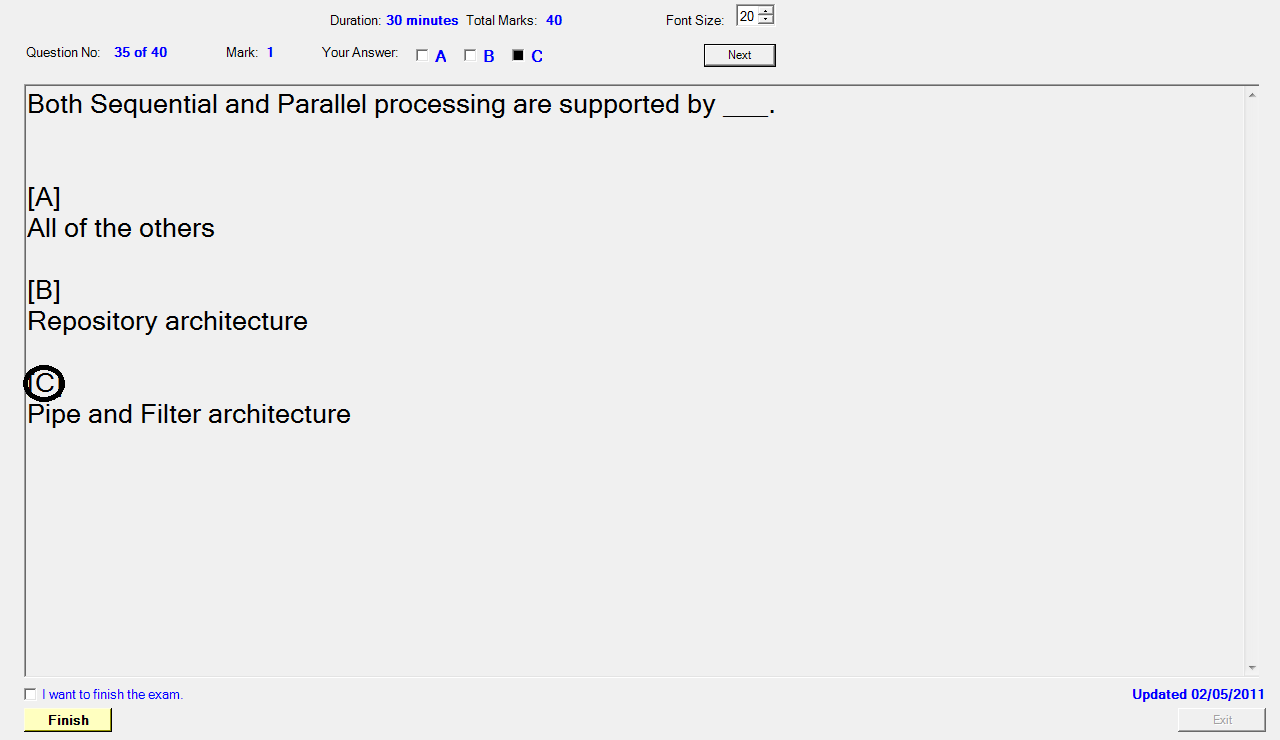 Duration: 30 minutes Total Marks: 40 Font Size: 20
Question No: 35 of 40 Mark: 1 Your Answer: A B C Next
Both Sequential and Parallel processing are supported by ___.
[A]
All of the others
[B]
Repository architecture
[C]
Pipe and Filter architecture
I want to finish the exam. Updated 02/05/2011
Finish Exit